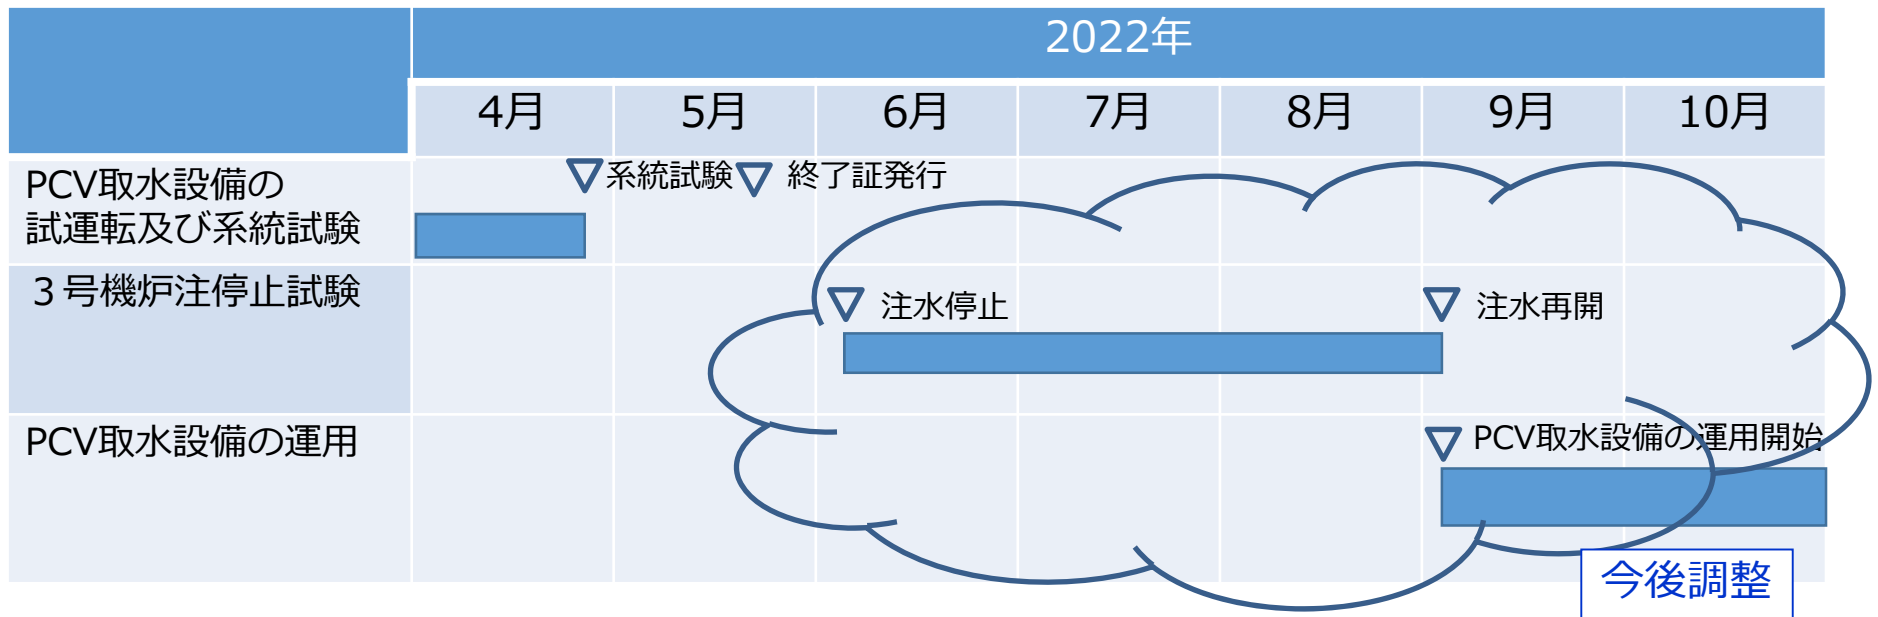 2022年
4月 5月 6月 7月 8月 9月 10月
PCV取水設備の
試運転及び系統試験
系統試験 終了証発行
３号機炉注停止試験
注水停止 注水再開
PCV取水設備の運用
PCV取水設備の運用開始
今後調整